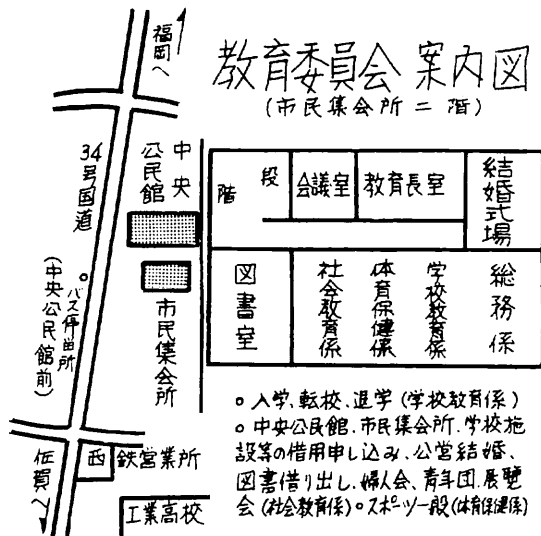 教育委員会 案内図
(市民集会所二階)
福岡へ
34号国道
中央
公民館
市民集会所
バス停留所
(中央公民館前)
佐賀へ
西鉄営業所
工業高校
階段
会議室
教育長室
結婚式場
図書室
社会教育係
体育保健係
学校教育係
総務係
○入学、転校、退学(学校教育係)
○中央公民館、市民集会所、学校施
設等の借用申し込み、公営結婚、
図書借り出し、婦人会、青年団、展覧
会(社会教育係)○スポーツ一般(体育保健係)